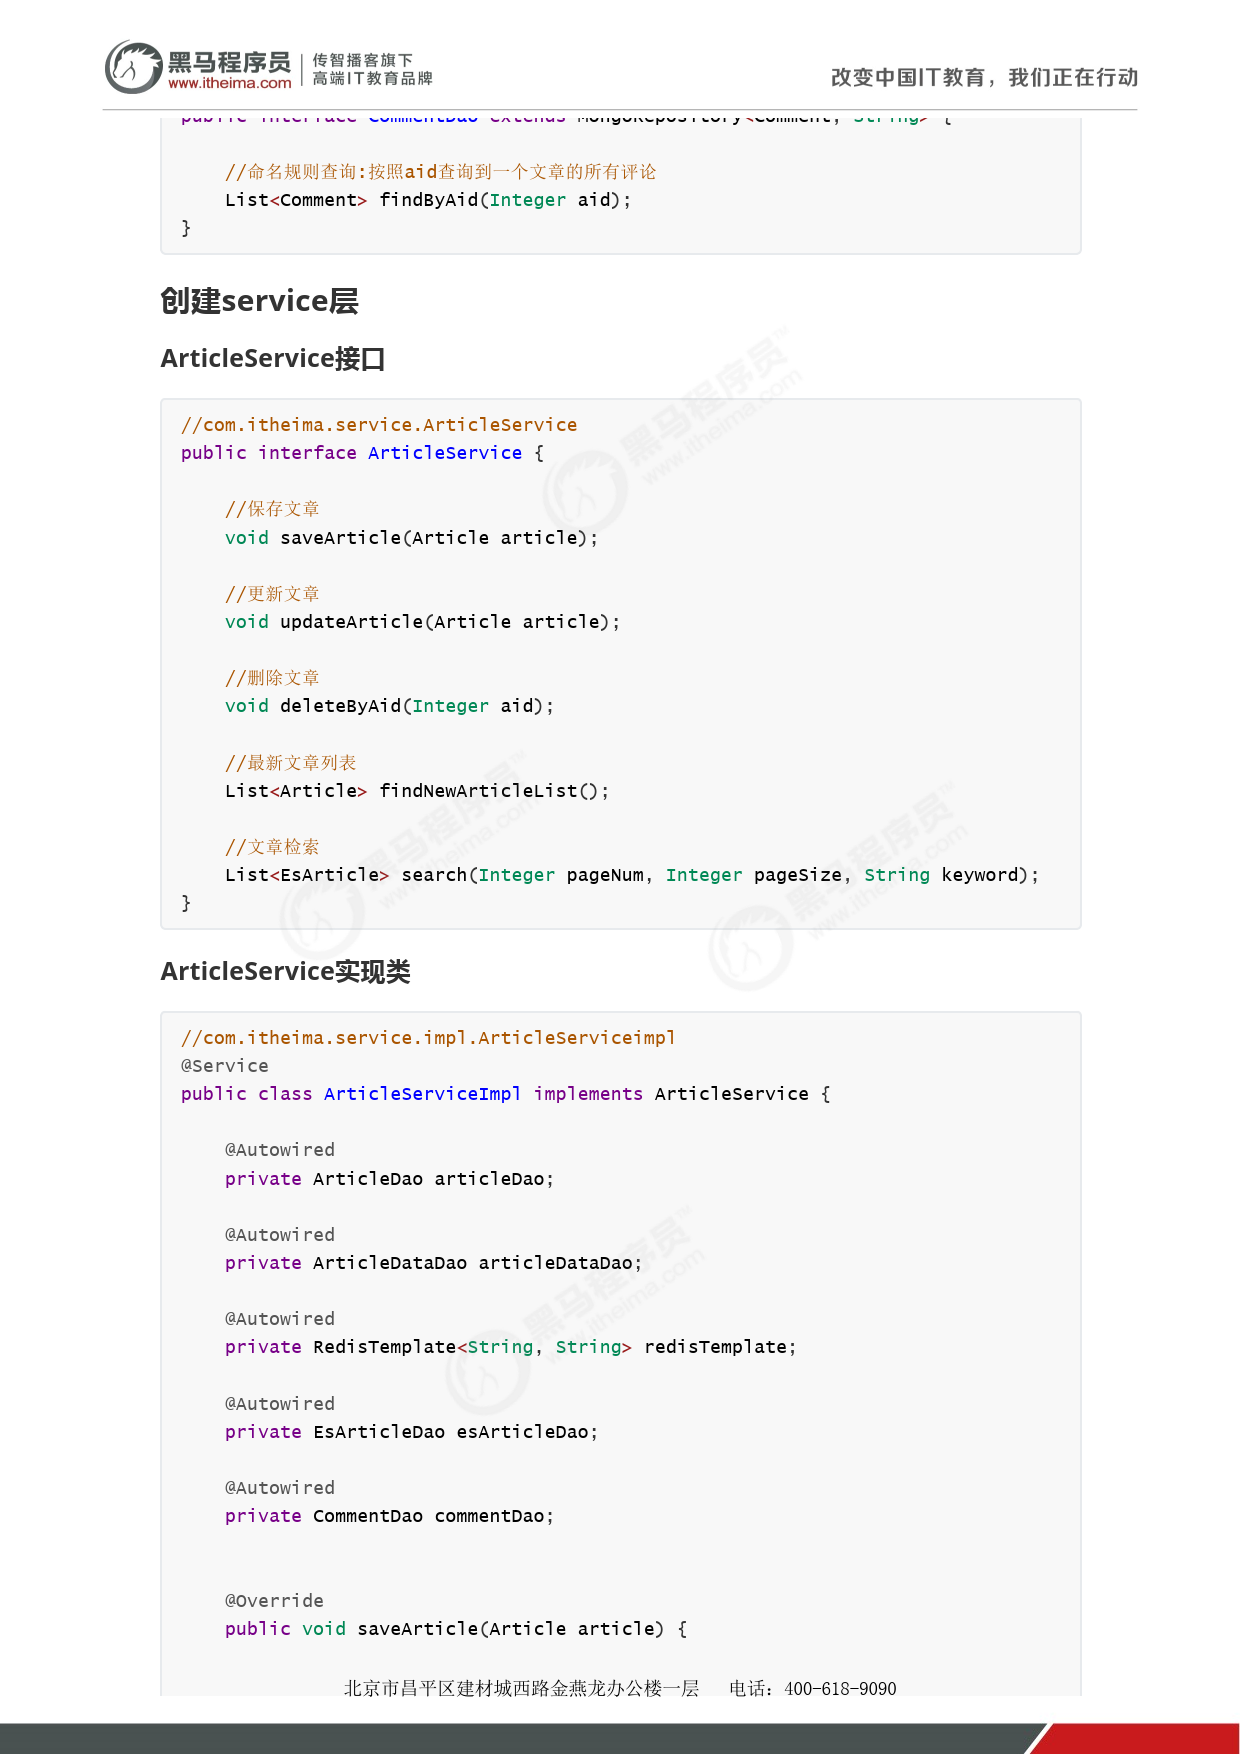 黑马程序员
www.itheima.com
传智播客旗下
高端IT教育品牌
改变中国IT教育，我们正在行动
public interface CommentDao extends MongoRepository<Comment, String> {
//命名规则查询:按照aid查询到一个文章的所有评论
List<Comment> findByAid(Integer aid);
}
创建service层
ArticleService接口
//com.itheima.service.ArticleService
public interface ArticleService {
//保存文章
void saveArticle(Article article);
//更新文章
void updateArticle(Article article);
//删除文章
void deleteByAid(Integer aid);
//最新文章列表
List<Article> findNewArticleList();
//文章检索
List<EsArticle> search(Integer pageNum, Integer pageSize, String keyword);
}
ArticleService实现类
//com.itheima.service.impl.ArticleServiceimpl
@Service
public class ArticleServiceImpl implements ArticleService {
@Autowired
private ArticleDao articleDao;
@Autowired
private ArticleDataDao articleDataDao;
@Autowired
private RedisTemplate<String, String> redisTemplate;
@Autowired
private EsArticleDao esArticleDao;
@Autowired
private CommentDao commentDao;
@Override
public void saveArticle(Article article) {
北京市昌平区建材城西路金燕龙办公楼一层 电话：400-618-9090